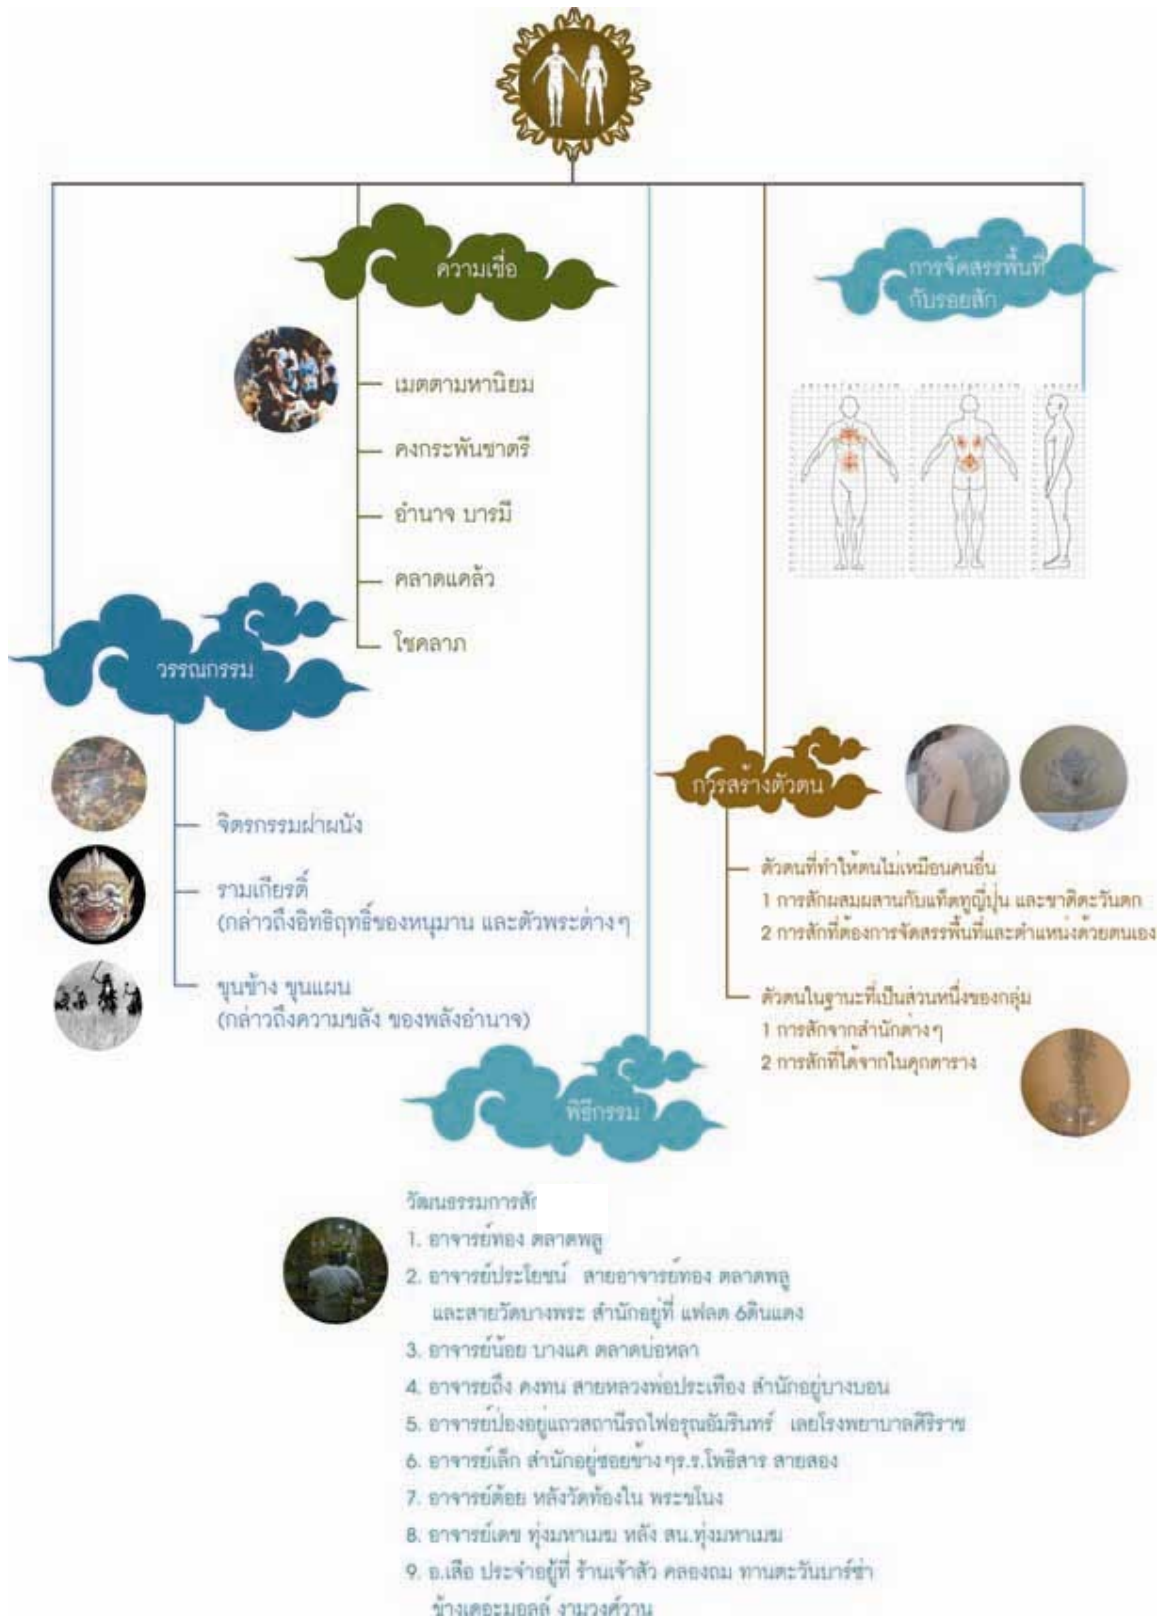 ความเชื่อ
เมตตามหานิยม
คงกระพันชาตรี
อำนาจ บารมี
คลาดแคล้ว
โชคลาภ
การจัดสรรพื้นที่
กับรอยสัก
วรรณกรรม
จิตรกรรมฝาผนัง
รามเกียรติ์
(กล่าวถึงอิทธิฤทธิ์ของหนุมาน และตัวพระต่างๆ
ขุนช้าง ขุนแผน
(กล่าวถึงความขลัง ของพลังอำนาจ)
การสร้างตัวตน
ตัวตนที่ทำให้ตนไม่เหมือนคนอื่น
1 การสักผสมผสานกับแท็ตทูญี่ปุ่น และชาติตะวันตก
2 การสักที่ต้องการจัดสรรพื้นที่และตำแหน่งด้วยตนเอง
ตัวตนในฐานะที่เป็นส่วนหนึ่งของกลุ่ม
1 การสักจากสำนักต่างๆ
2 การสักที่ได้จากในคุกตาราง
พิธีกรรม
วัฒนธรรมการสัก
1. อาจารย์ทอง ตลาดพลู
2. อาจารย์ประโยชน์ สายอาจารย์ทอง ตลาดพลู
และสายวัดบางพระ สำนักอยู่ที่ แฟลต 6ดินแดง
3. อาจารย์น้อย บางแค ตลาดบ่อหลา
4. อาจารย์ถึง คงทน สายหลวงพ่อประเทือง สำนักอยู่บางบอน
5. อาจารย์ป๋องอยู่แถวสถานีรถไฟอรุณอัมรินทร์ เลยโรงพยาบาลศิริราช
6. อาจารย์เล็ก สำนักอยู่ซอยข้างๆร.ร.โพธิสาร สายสอง
7. อาจารย์ต้อย หลังวัดท้องใน พระขโนง
8. อาจารย์เดช ทุ่งมหาเมฆ หลัง สน.ทุ่งมหาเมฆ
9. อ.เสือ ประจำอยู่ที่ ร้านเจ้าสัว คลองถม ทานตะวันบาร์ซ่า
ข้างเดอะมอลล์ งามวงศ์วาน